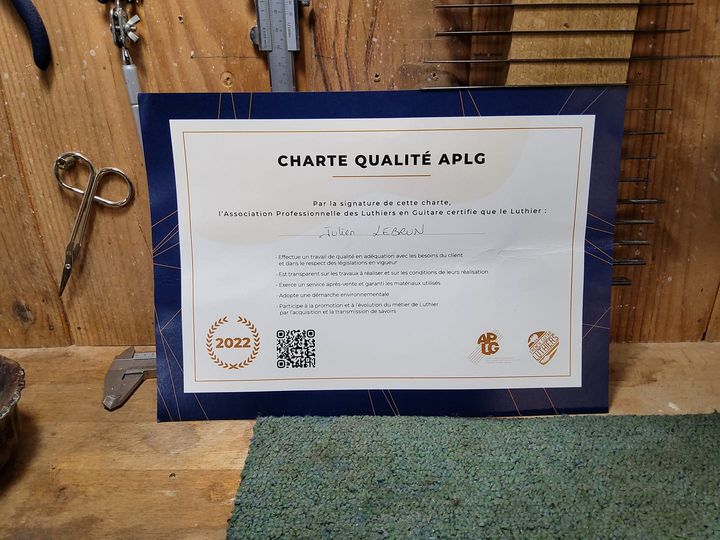 CHARTE QUALITÉ APLG
Par la signature de cette charte,
l'Association Professionnelle des Luthiers en Guitare certifie que le Luthier :
Julien LEBRUN
- Effectue un travail de qualité en adéquation avec les besoins du client
et dans le respect des législations en vigueur
- Est transparent sur les travaux à réaliser et sur les conditions de leurs réalisation
- Exerce un service après-vente et garanti les matériaux utilisés
- Adopte une démarche environnementale
- Participe à la promotion et à l'évolution du métier de Luthier
par l'acquisition et la transmission de savoirs
2022
AP
LG
LUTHIERS